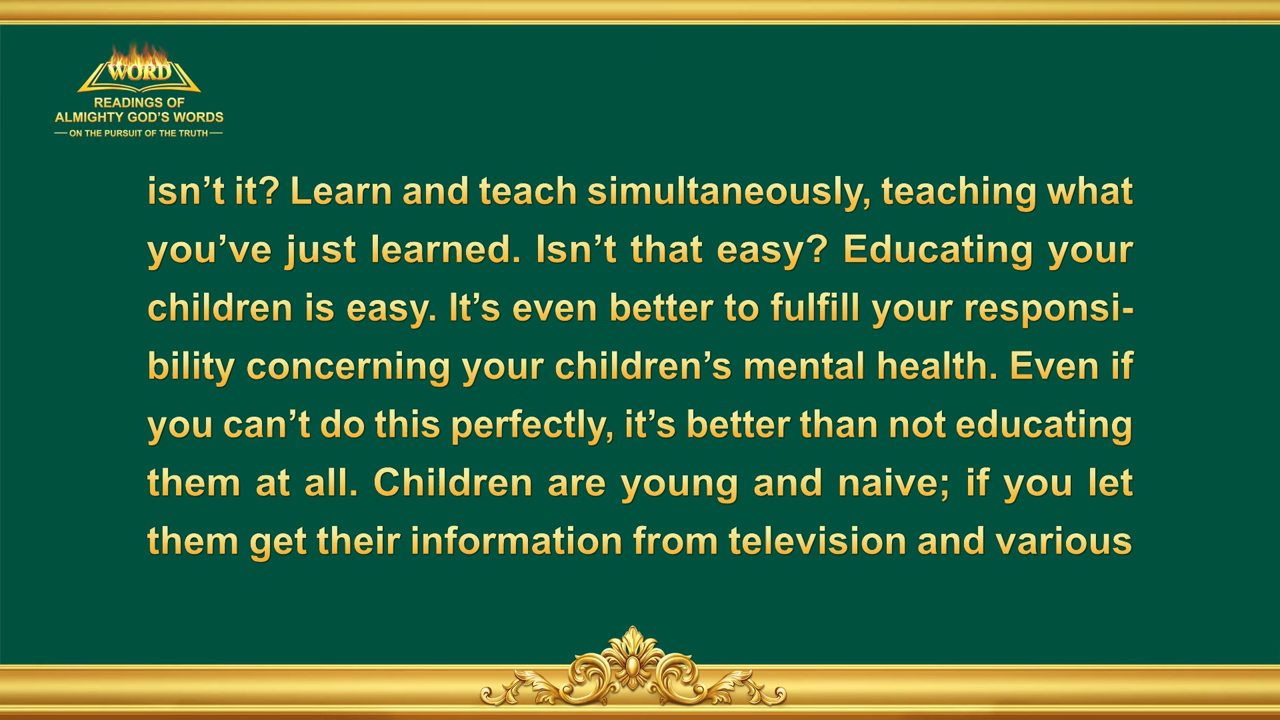 WORD
READINGS OF
ALMIGHTY GOD’S WORDS
ON THE PURSUIT OF THE TRUTH
isn’t it? Learn and teach simultaneously, teaching what
you’ve just learned. Isn’t that easy? Educating your
children is easy. It’s even better to fulfill your responsi-
bility concerning your children’s mental health. Even if
you can’t do this perfectly, it’s better than not educating
them at all. Children are young and naive; if you let
them get their information from television and various